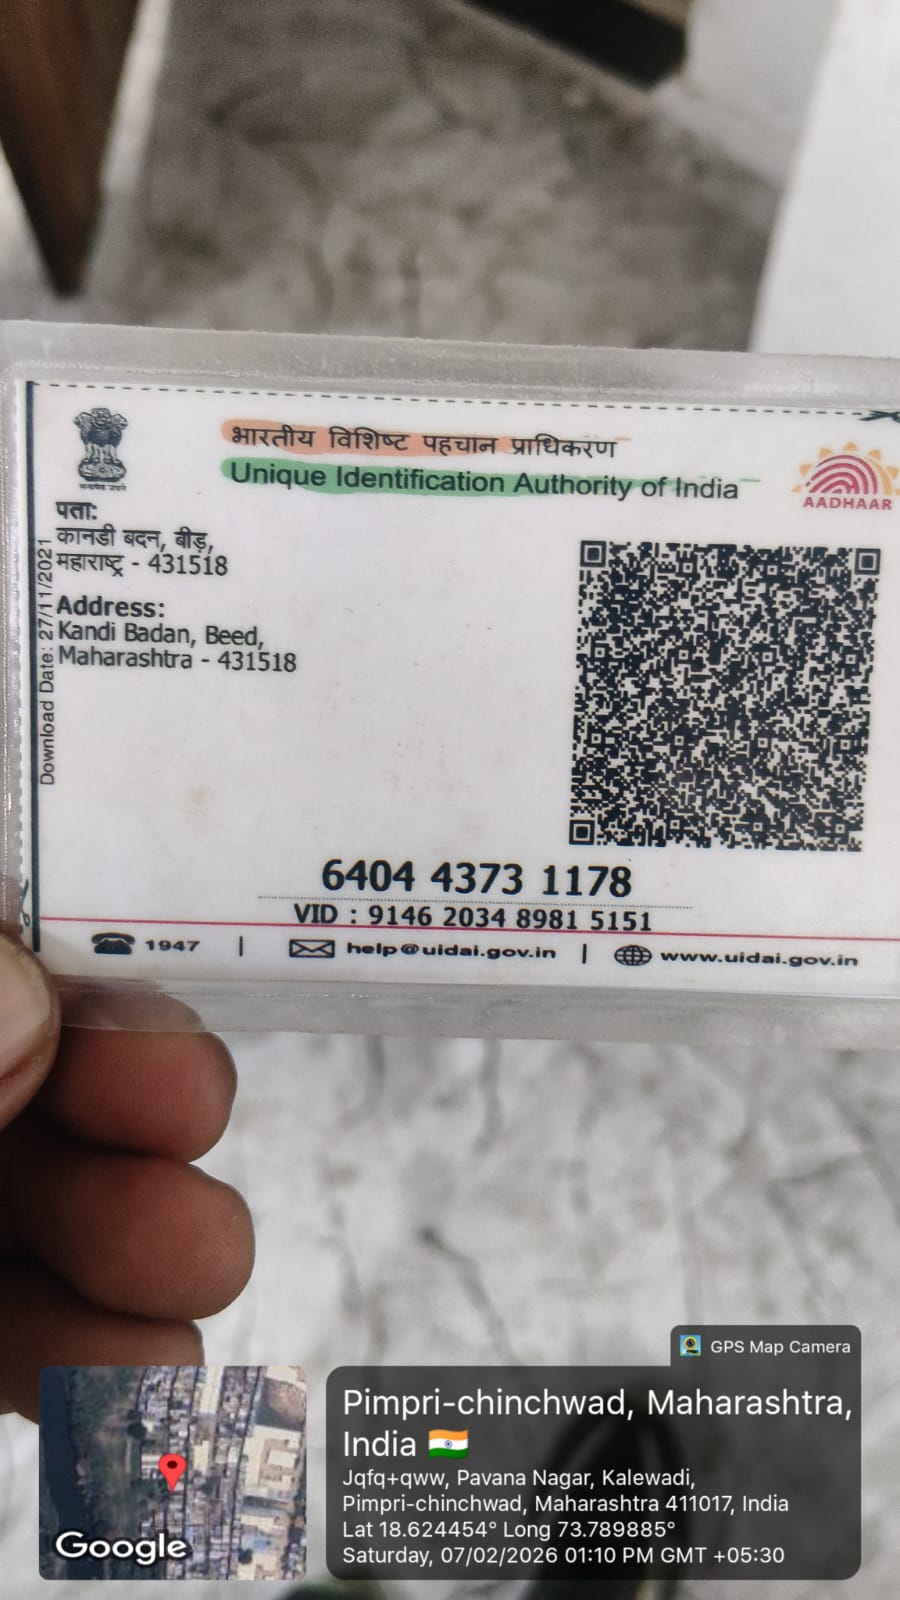 भारतीय विशिष्ट पहचान प्राधिकरण
Unique Identification Authority of India
AADHAAR
पता:
कानडी बदन, बीड़,
महाराष्ट्र - 431518
Address:
Kandi Badan, Beed,
Maharashtra - 431518
Download Date: 27/11/2021
6404 4373 1178
VID : 9146 2034 8981 5151
1947 | help@uidai.gov.in | www.uidai.gov.in
GPS Map Camera
Pimpri-chinchwad, Maharashtra,
India
Jqfq+qww, Pavana Nagar, Kalewadi,
Pimpri-chinchwad, Maharashtra 411017, India
Lat 18.624454° Long 73.789885°
Saturday, 07/02/2026 01:10 PM GMT +05:30
Google